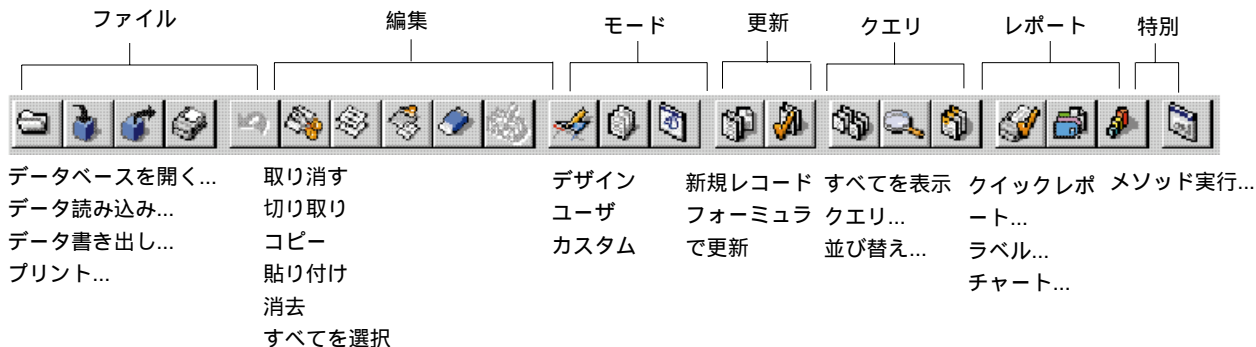 ファイル
編集
モード
更新
クエリ
レポート
特別
データベースを開く...
データ読み込み...
データ書き出し...
プリント...
取り消す
切り取り
コピー
貼り付け
消去
すべてを選択
デザイン
ユーザ
カスタム
新規レコード
フォーミュラ
で更新
すべてを表示
クエリ...
並び替え...
クイックレポ
ート...
ラベル...
チャート...
メソッド実行...